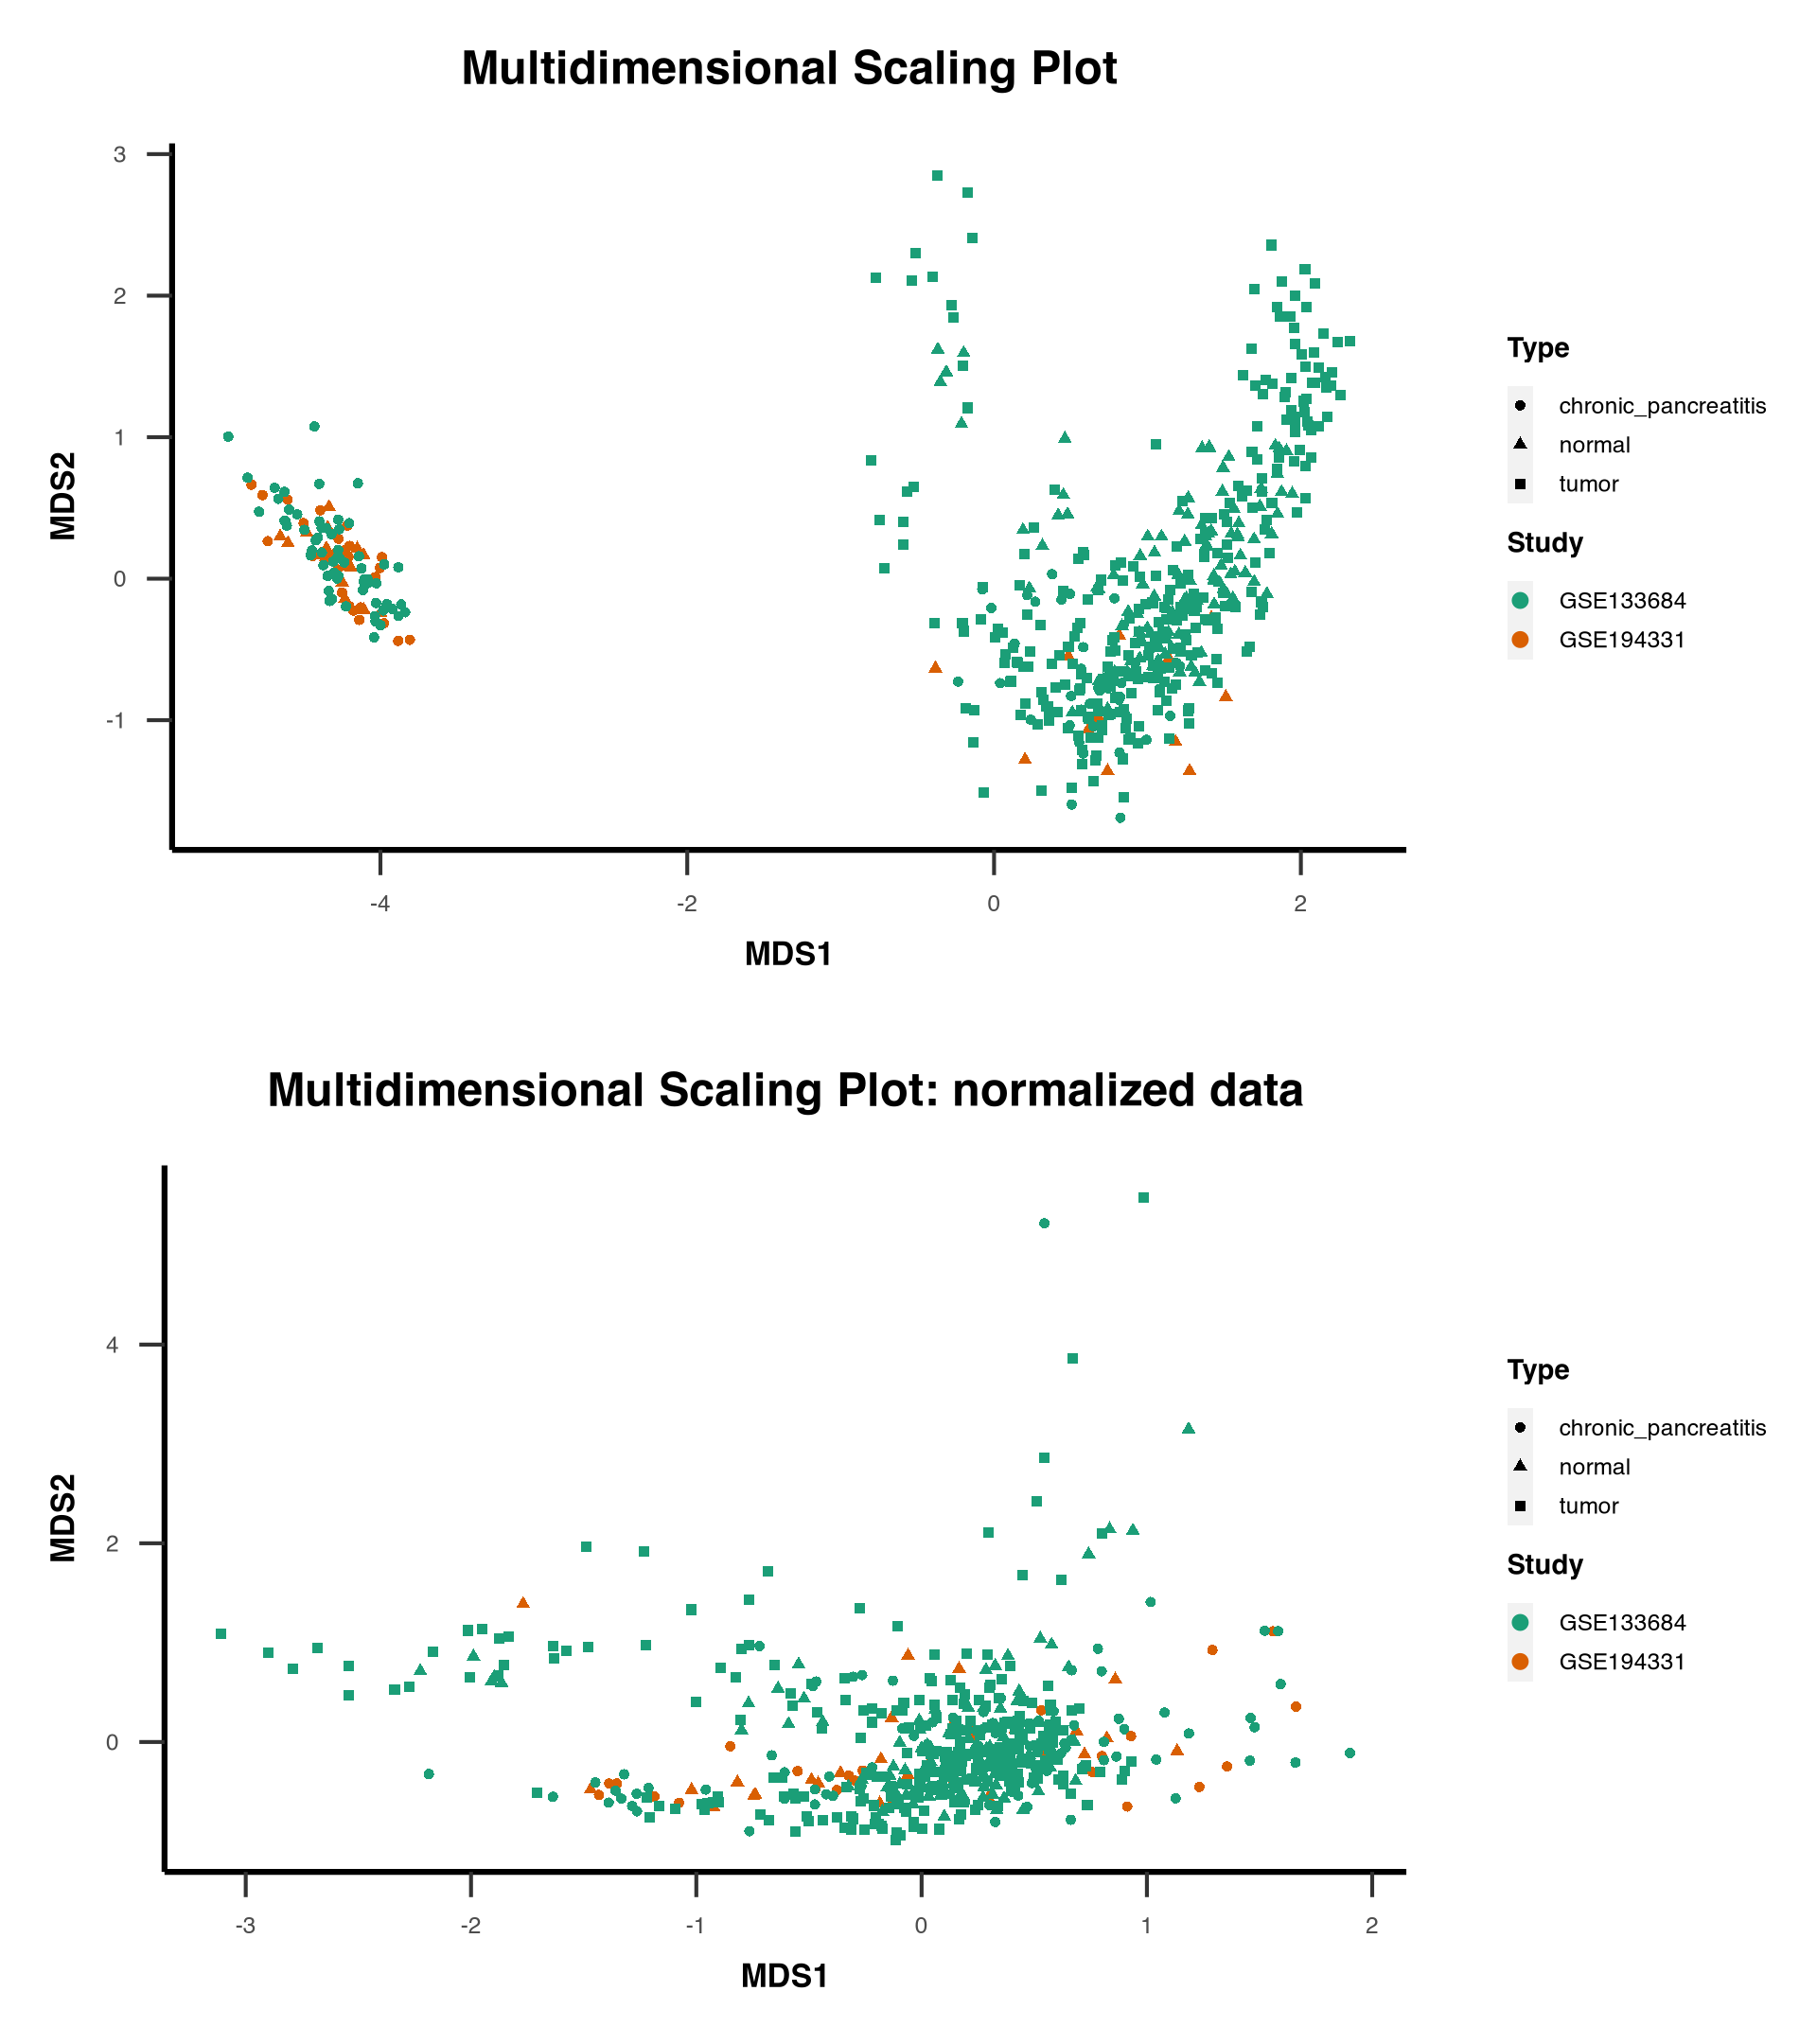 Multidimensional Scaling Plot
3
2
1
0
-1
MDS2
-4
-2
0
2
MDS1
Type
chronic_pancreatitis
normal
tumor
Study
GSE133684
GSE194331
Multidimensional Scaling Plot: normalized data
4
2
0
MDS2
-3
-2
-1
0
1
2
MDS1
Type
chronic_pancreatitis
normal
tumor
Study
GSE133684
GSE194331